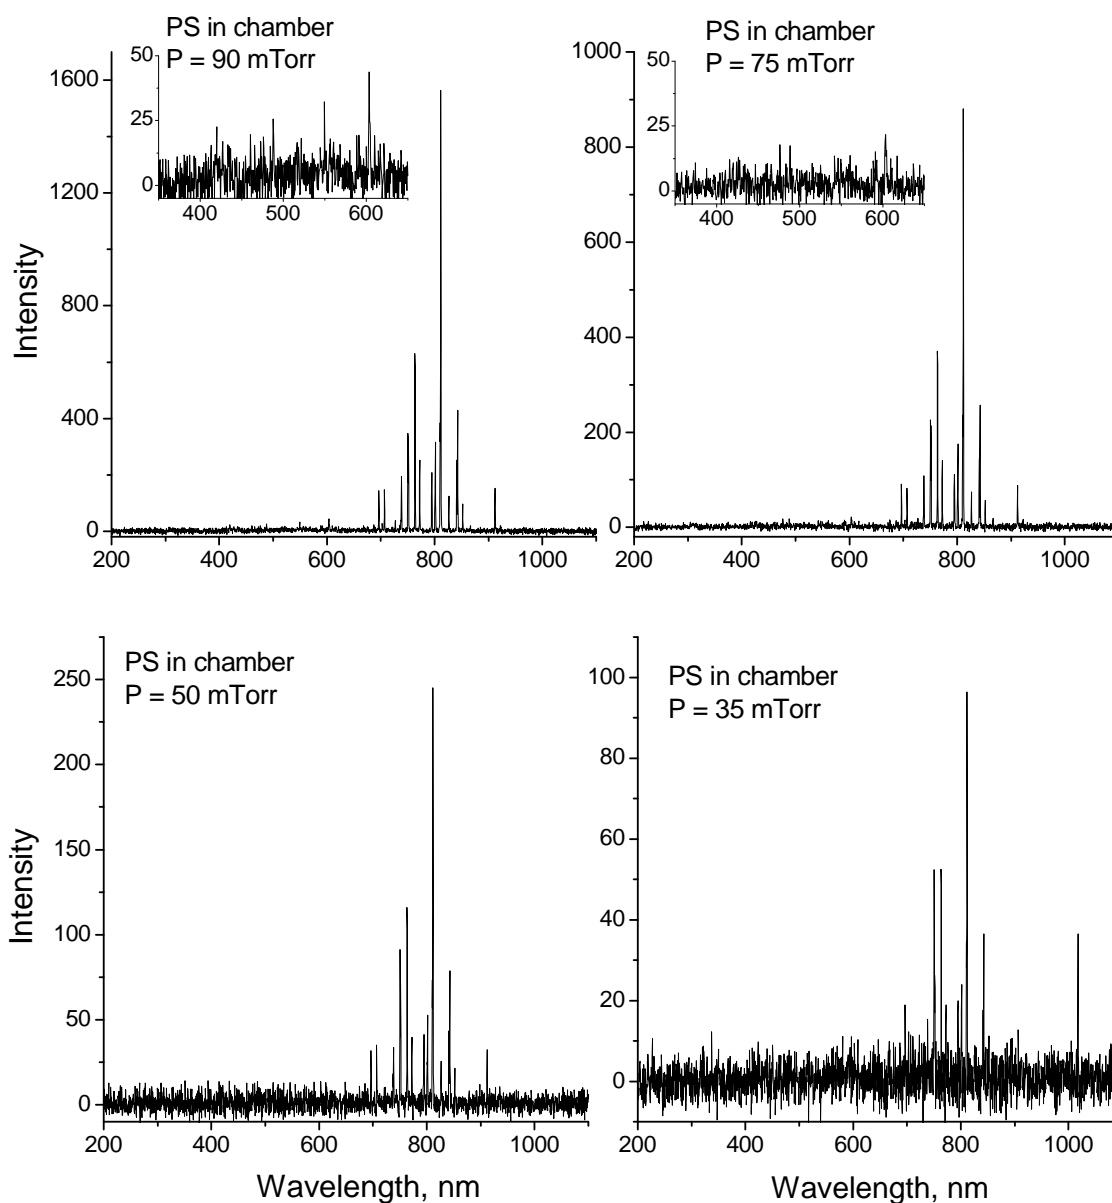 PS in chamber
P = 90 mTorr
50
25
0
400 500 600
1600
1200
800
400
0
200 400 600 800 1000
Intensity
PS in chamber
P = 75 mTorr
50
25
0
400 500 600
1000
800
600
400
200
0
200 400 600 800 1000
PS in chamber
P = 50 mTorr
250
200
150
100
50
0
200 400 600 800 1000
Intensity
Wavelength, nm
PS in chamber
P = 35 mTorr
100
80
60
40
20
0
200 400 600 800 1000
Wavelength, nm